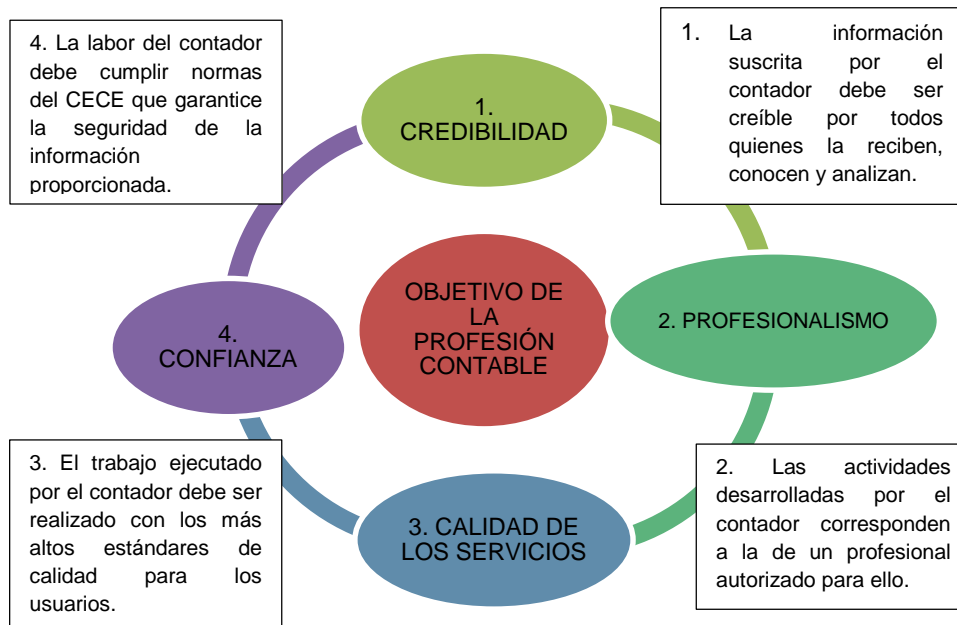 4. La labor del contador
debe cumplir normas
del CECE que garantice
la seguridad de la
información
proporcionada.
1. La información
suscrita por el
contador debe ser
creíble por todos
quienes la reciben,
conocen y analizan.
1.
CREDIBILIDAD
OBJETIVO DE
LA
PROFESIÓN
CONTABLE
2. PROFESIONALISMO
4.
CONFIANZA
3. CALIDAD DE
LOS SERVICIOS
3. El trabajo ejecutado
por el contador debe ser
realizado con los más
altos estándares de
calidad para los
usuarios.
2. Las actividades
desarrolladas por el
contador corresponden
a la de un profesional
autorizado para ello.